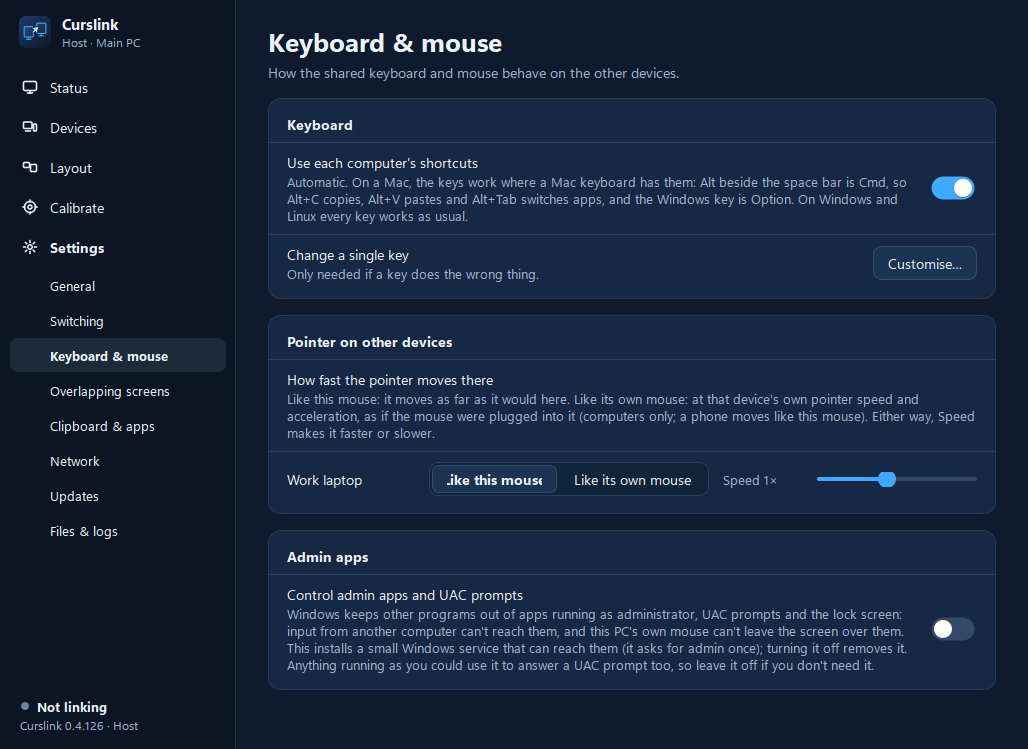 Curslink
Host · Main PC
Status
Devices
Layout
Calibrate
Settings
General
Switching
Keyboard & mouse
Overlapping screens
Clipboard & apps
Network
Updates
Files & logs
Not linking
Curslink 0.4.126 · Host
Keyboard & mouse
How the shared keyboard and mouse behave on the other devices.
Keyboard
Use each computer's shortcuts
Automatic. On a Mac, the keys work where a Mac keyboard has them: Alt beside the space bar is Cmd, so
Alt+C copies, Alt+V pastes and Alt+Tab switches apps, and the Windows key is Option. On Windows and
Linux every key works as usual.
Change a single key
Only needed if a key does the wrong thing.
Customise...
Pointer on other devices
How fast the pointer moves there
Like this mouse: it moves as far as it would here. Like its own mouse: at that device's own pointer speed and
acceleration, as if the mouse were plugged into it (computers only; a phone moves like this mouse). Either way, Speed
makes it faster or slower.
Work laptop
ike this mouse
Like its own mouse
Speed 1×
Admin apps
Control admin apps and UAC prompts
Windows keeps other programs out of apps running as administrator, UAC prompts and the lock screen:
input from another computer can't reach them, and this PC's own mouse can't leave the screen over them.
This installs a small Windows service that can reach them (it asks for admin once); turning it off removes it.
Anything running as you could use it to answer a UAC prompt too, so leave it off if you don't need it.